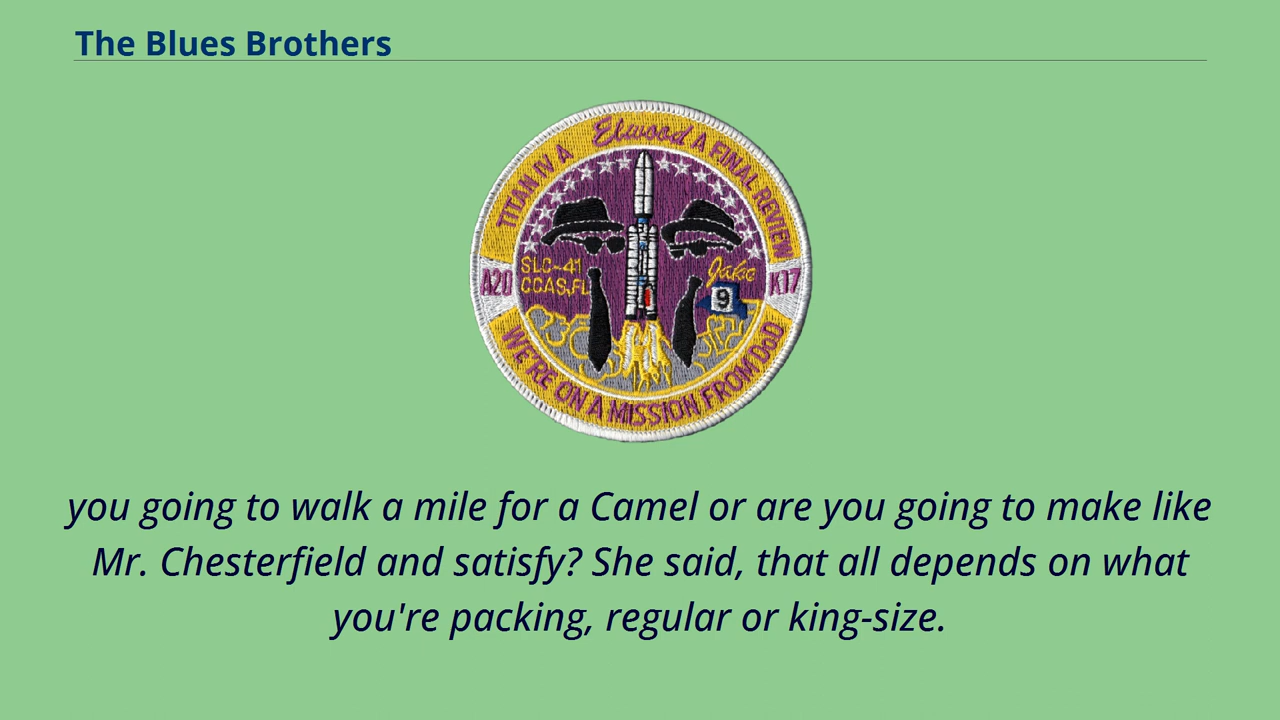 The Blues Brothers
TITAN IV A Elwood A FINAL REVIEW
SLC-41
CCAS,FL
Jake
9
A20
K17
WE'RE ON A MISSION FROM DoD
you going to walk a mile for a Camel or are you going to make like
Mr. Chesterfield and satisfy? She said, that all depends on what
you're packing, regular or king-size.